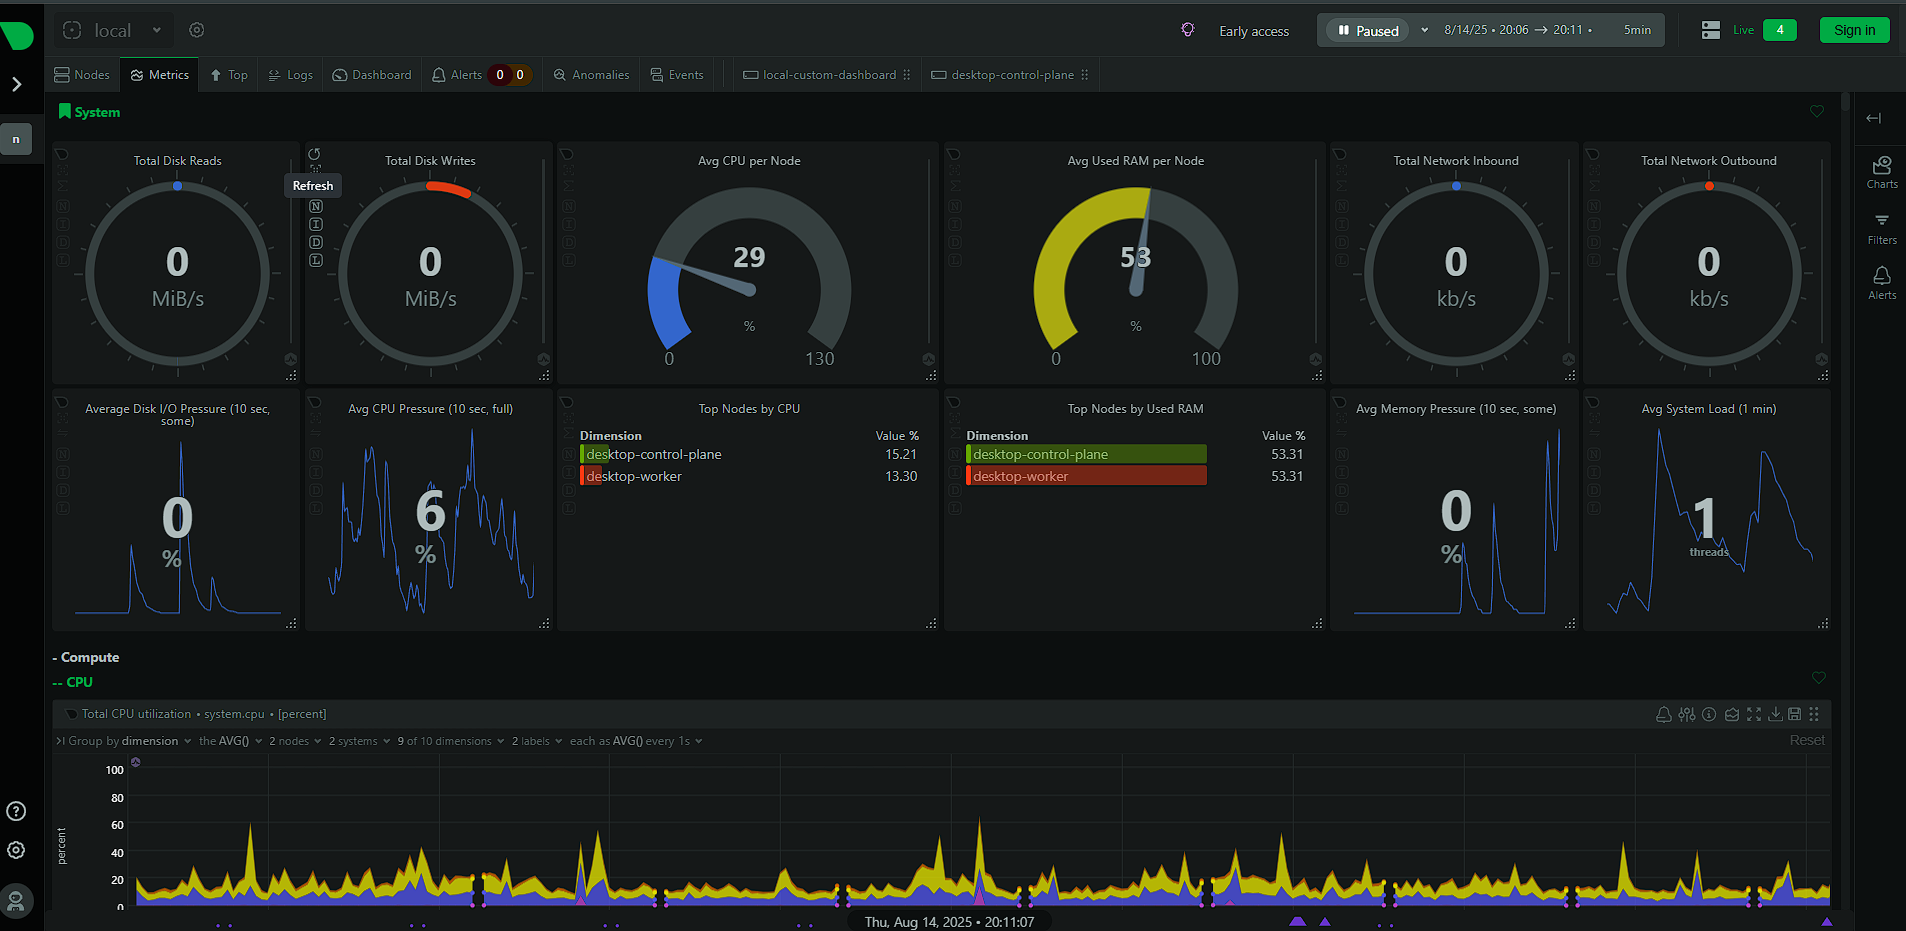 local
Early access
Paused
8/14/25 • 20:06 → 20:11 •
5min
Live
4
Sign in
Nodes
Metrics
Top
Logs
Dashboard
Alerts
0 0
Anomalies
Events
local-custom-dashboard
desktop-control-plane
n
System
Total Disk Reads
0
MiB/s
Total Disk Writes
Refresh
N
I
D
L
0
MiB/s
Avg CPU per Node
29
%
0
130
Avg Used RAM per Node
53
%
0
100
Total Network Inbound
0
kb/s
Total Network Outbound
0
kb/s
Charts
Filters
Alerts
Average Disk I/O Pressure (10 sec,
some)
0
%
Avg CPU Pressure (10 sec, full)
6
%
Top Nodes by CPU
Dimension Value %
desktop-control-plane 15.21
desktop-worker 13.30
Top Nodes by Used RAM
Dimension Value %
desktop-control-plane 53.31
desktop-worker 53.31
Avg Memory Pressure (10 sec, some)
0
%
Avg System Load (1 min)
1
threads
- Compute
-- CPU
Total CPU utilization • system.cpu • [percent]
Group by dimension the AVG() 2 nodes 2 systems 9 of 10 dimensions 2 labels each as AVG() every 1s
Reset
percent
100
80
60
40
20
0
Thu, Aug 14, 2025 • 20:11:07